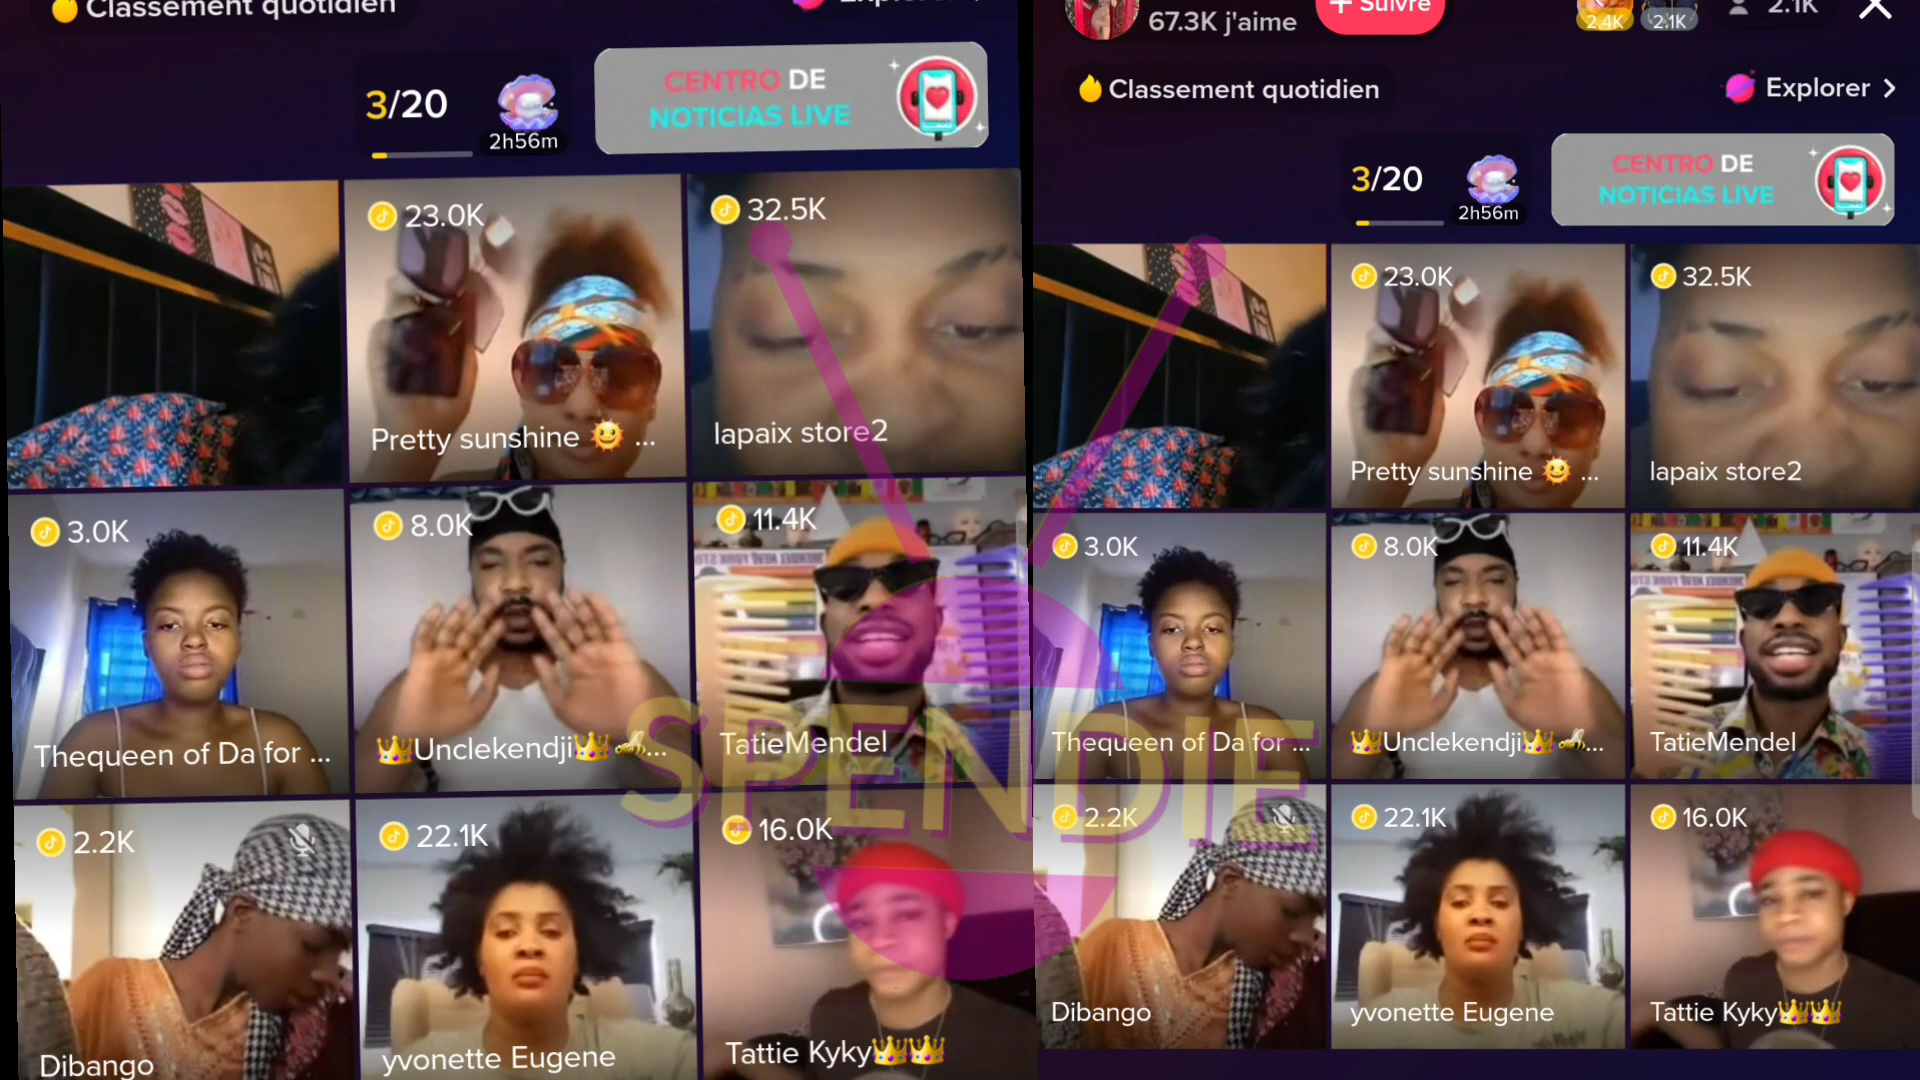 Classement quotidien
3/20
2h56m
CENTRO DE
NOTICIAS LIVE
23.0K
32.5K
Pretty sunshine 🌞 ...
lapaix store2
3.0K
8.0K
11.4K
Thequeen of Da for ...
👑Unclekendji👑🐝...
TatieMendel
2.2K
22.1K
16.0K
Dibango
yvonette Eugene
Tattie Kyky👑👑
67.3K j'aime
+ Suivre
2.4K
2.1K
2.1K
Classement quotidien
Explorer >
3/20
2h56m
CENTRO DE
NOTICIAS LIVE
23.0K
32.5K
Pretty sunshine 🌞 ...
lapaix store2
3.0K
8.0K
11.4K
Thequeen of Da for ...
👑Unclekendji👑🐝...
TatieMendel
2.2K
22.1K
16.0K
Dibango
yvonette Eugene
Tattie Kyky👑👑
SPENDIE